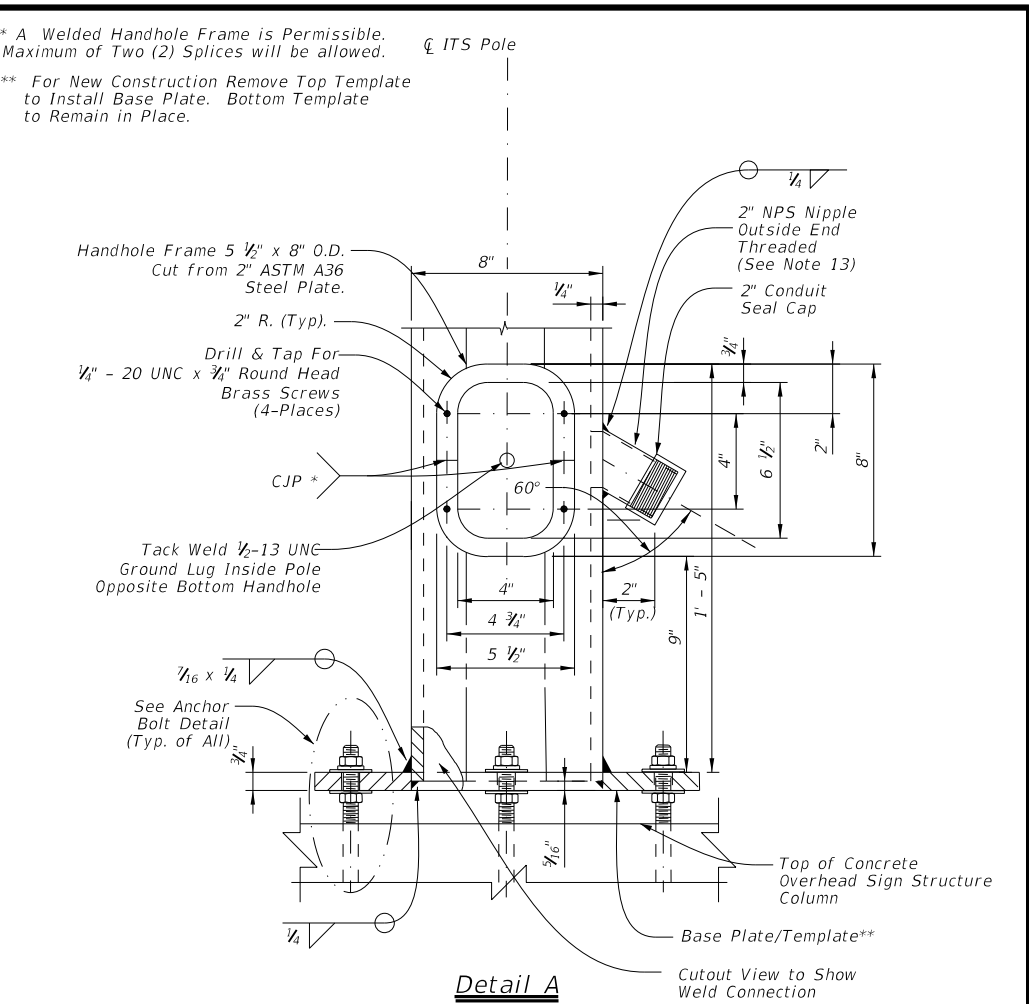 * A Welded Handhole Frame is Permissible.
Maximum of Two (2) Splices will be allowed.
** For New Construction Remove Top Template
to Install Base Plate. Bottom Template
to Remain in Place.
℄ ITS Pole
1/4
2" NPS Nipple
Outside End
Threaded
(See Note 13)
2" Conduit
Seal Cap
Handhole Frame 5 1/2" x 8" O.D.
Cut from 2" ASTM A36
Steel Plate.
2" R. (Typ).
Drill & Tap For
1/4" - 20 UNC x 3/4" Round Head
Brass Screws
(4-Places)
CJP *
Tack Weld 1/2-13 UNC
Ground Lug Inside Pole
Opposite Bottom Handhole
8"
1/4"
3/4"
2"
4"
6 1/2"
8"
60°
4"
4 3/4"
5 1/2"
2"
(Typ.)
9"
1' - 5"
7/16 x 1/4
See Anchor
Bolt Detail
(Typ. of All)
3/4"
5/16"
1/4
Top of Concrete
Overhead Sign Structure
Column
Base Plate/Template**
Cutout View to Show
Weld Connection
Detail A